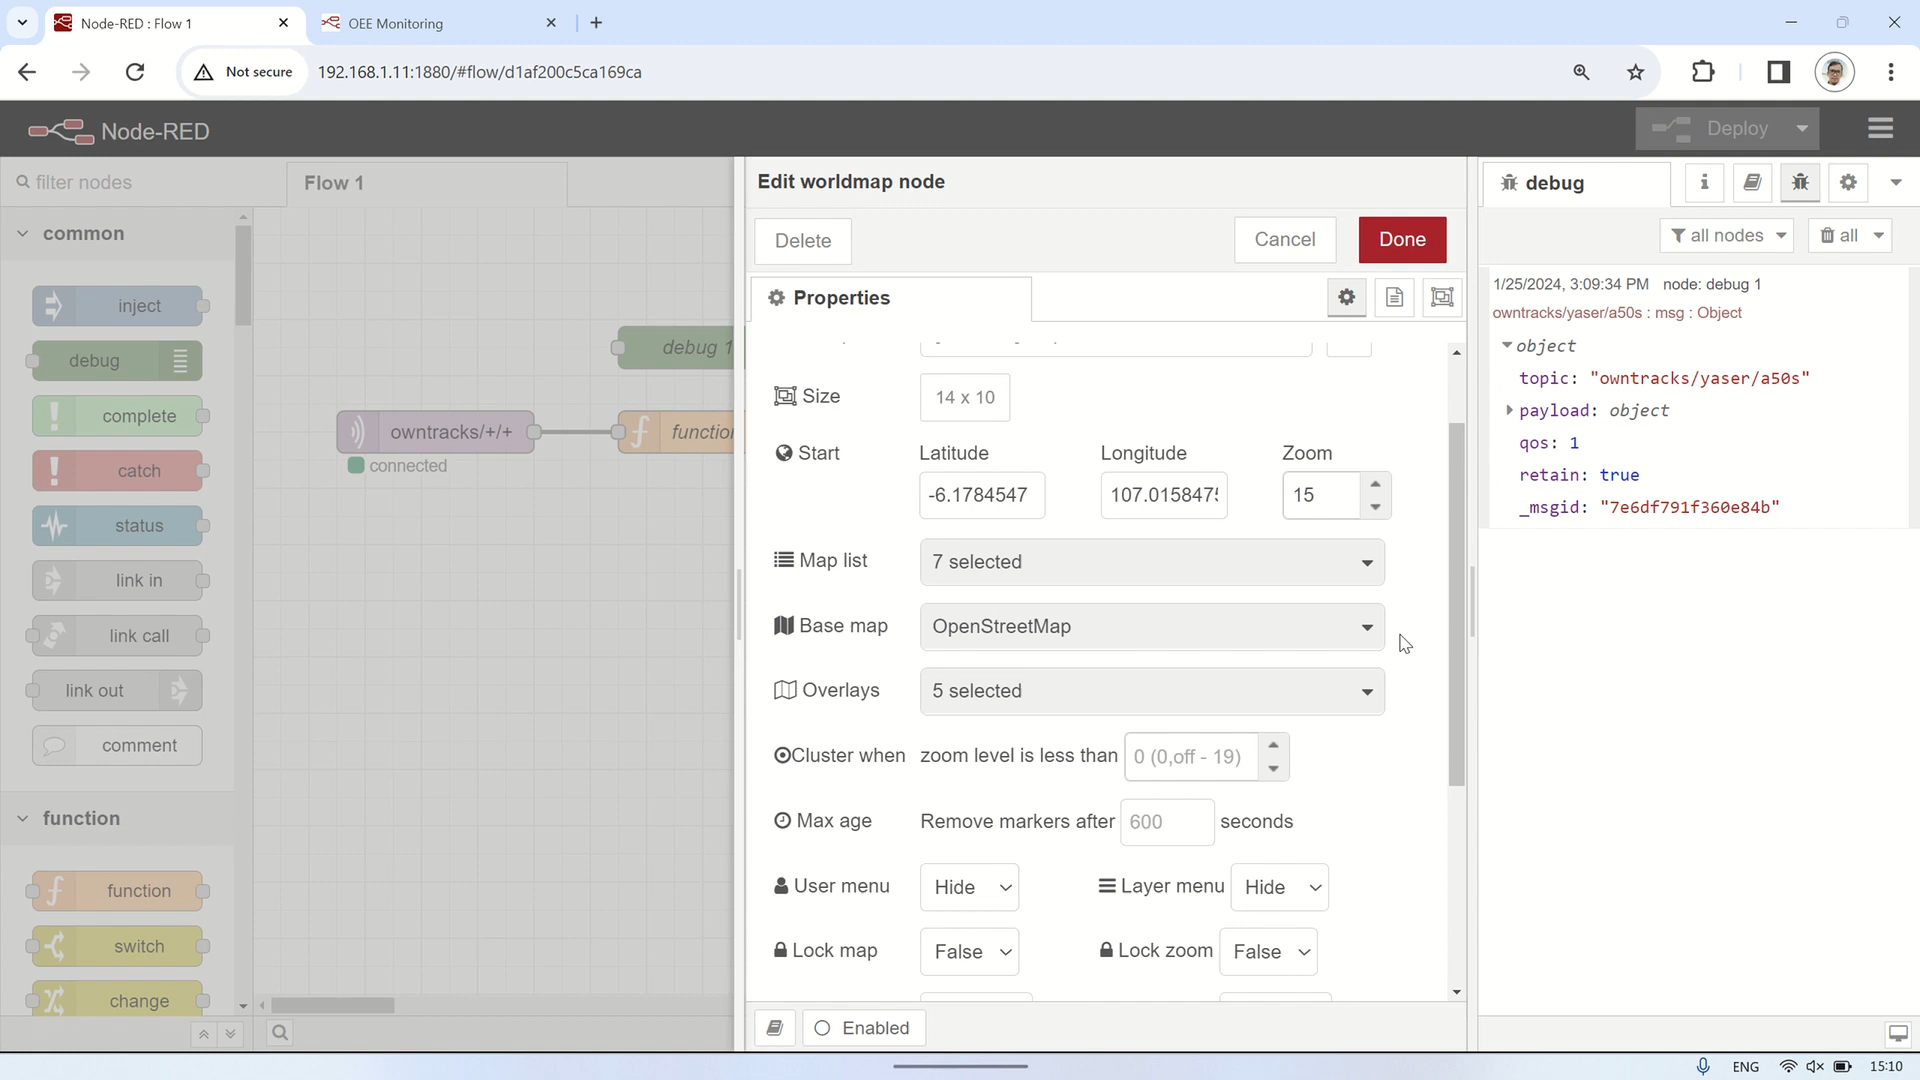 Node-RED : Flow 1
OEE Monitoring
Not secure
192.168.1.11:1880/#flow/d1af200c5ca169ca
Node-RED
Deploy
filter nodes
Flow 1
common
inject
debug
complete
catch
status
link in
link call
link out
comment
function
function
switch
change
debug 1
owntracks/+/+
connected
function
Edit worldmap node
Delete
Cancel
Done
Properties
Size
14 x 10
Start
Latitude
Longitude
Zoom
-6.1784547
107.0158475
15
Map list
7 selected
Base map
OpenStreetMap
Overlays
5 selected
Cluster when
zoom level is less than
0 (0,off - 19)
Max age
Remove markers after
600
seconds
User menu
Hide
Layer menu
Hide
Lock map
False
Lock zoom
False
Enabled
debug
i
all nodes
all
1/25/2024, 3:09:34 PM node: debug 1
owntracks/yaser/a50s : msg : Object
object
topic: "owntracks/yaser/a50s"
payload: object
qos: 1
retain: true
_msgid: "7e6df791f360e84b"
ENG
15:10